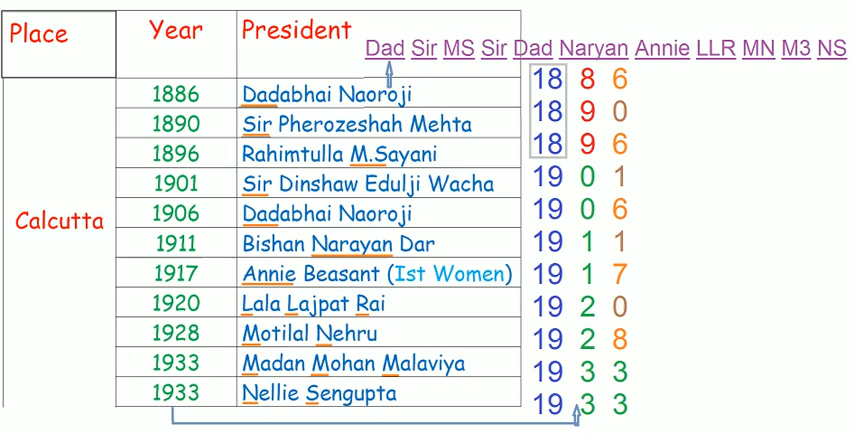 Place Year President
Dad Sir MS Sir Dad Naryan Annie LLR MN M3 NS
1886 Dadabhai Naoroji 18 8 6
1890 Sir Pherozeshah Mehta 18 9 0
1896 Rahimtulla M.Sayani 18 9 6
1901 Sir Dinshaw Edulji Wacha 19 0 1
Calcutta 1906 Dadabhai Naoroji 19 0 6
1911 Bishan Narayan Dar 19 1 1
1917 Annie Beasant (Ist Women) 19 1 7
1920 Lala Lajpat Rai 19 2 0
1928 Motilal Nehru 19 2 8
1933 Madan Mohan Malaviya 19 3 3
1933 Nellie Sengupta 19 3 3